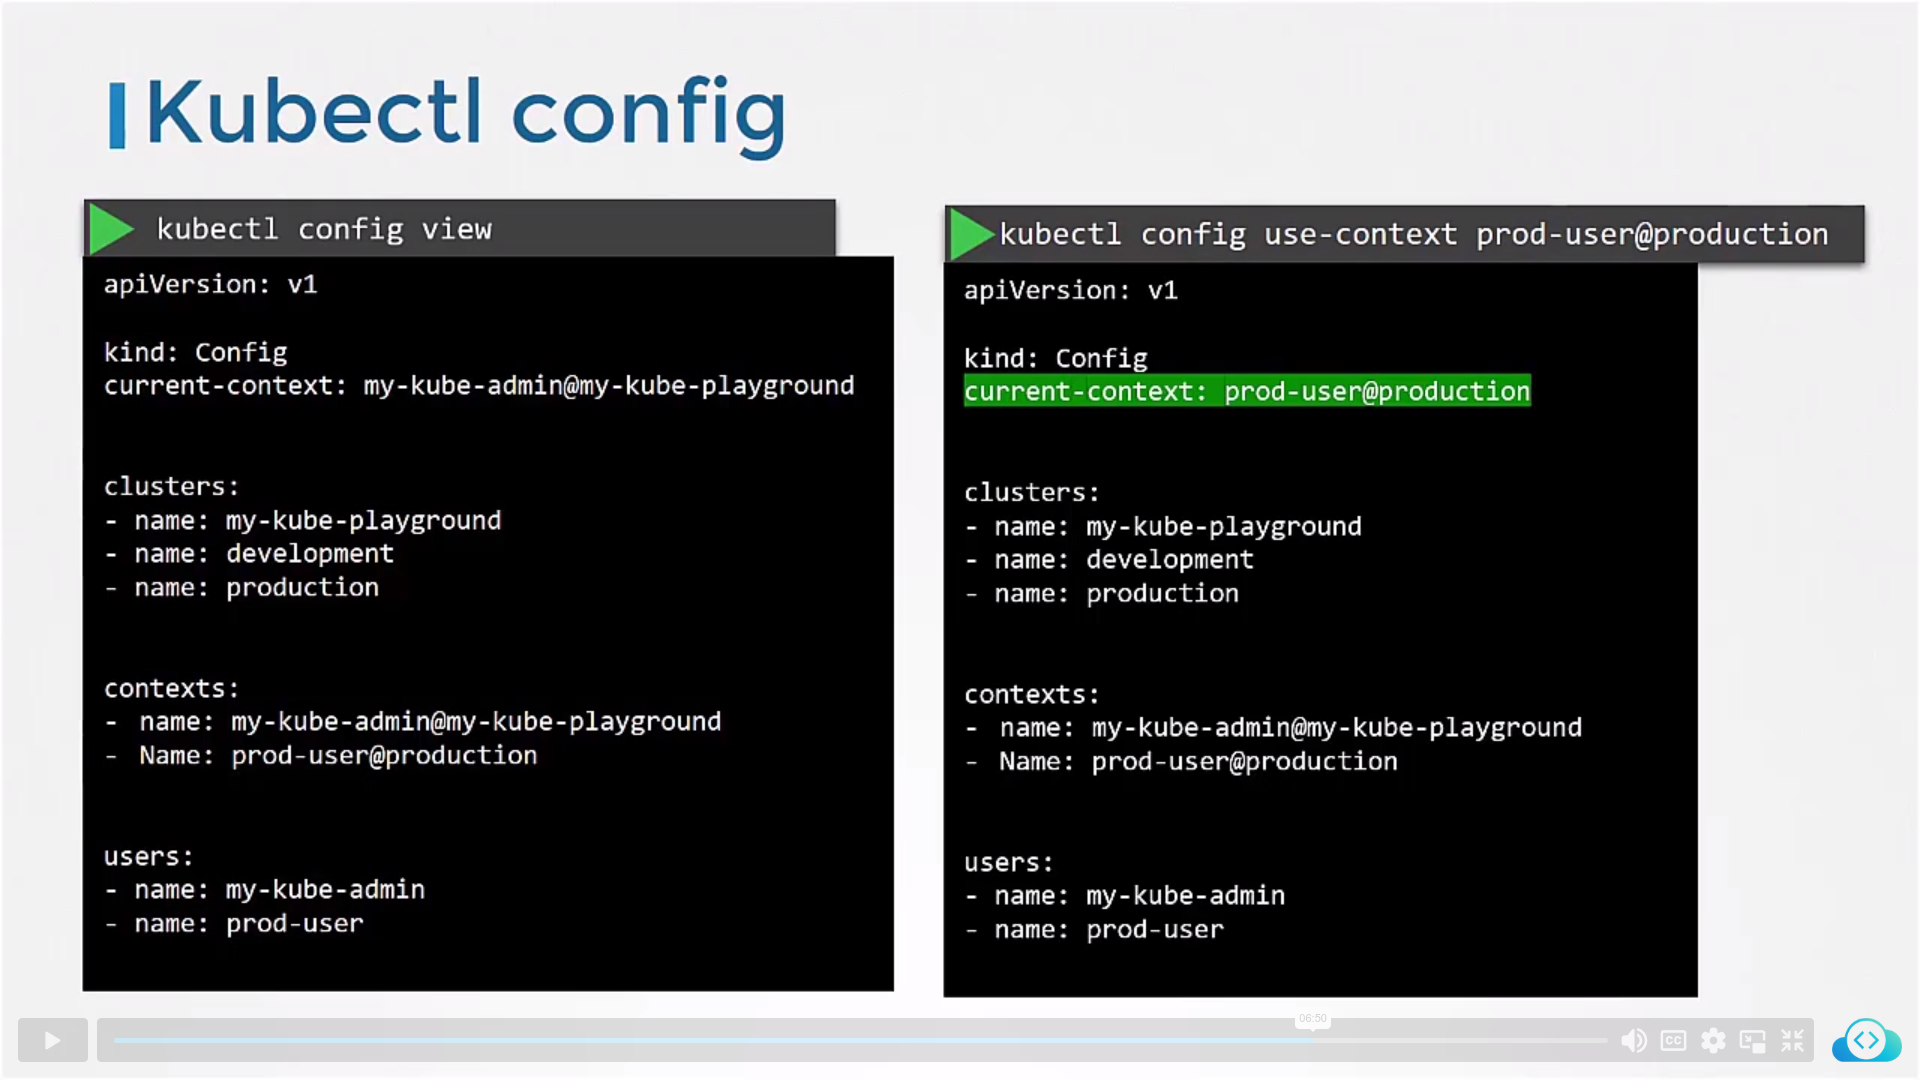 Kubectl config
kubectl config view
apiVersion: v1
kind: Config
current-context: my-kube-admin@my-kube-playground
clusters:
- name: my-kube-playground
- name: development
- name: production
contexts:
- name: my-kube-admin@my-kube-playground
- Name: prod-user@production
users:
- name: my-kube-admin
- name: prod-user
kubectl config use-context prod-user@production
apiVersion: v1
kind: Config
current-context: prod-user@production
clusters:
- name: my-kube-playground
- name: development
- name: production
contexts:
- name: my-kube-admin@my-kube-playground
- Name: prod-user@production
users:
- name: my-kube-admin
- name: prod-user
06:50
CC